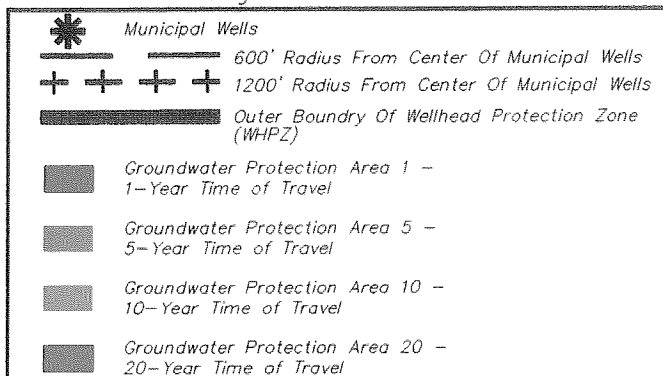 Municipal Wells
600' Radius From Center Of Municipal Wells
1200' Radius From Center Of Municipal Wells
Outer Boundry Of Wellhead Protection Zone
(WHPZ)
Groundwater Protection Area 1 -
1-Year Time of Travel
Groundwater Protection Area 5 -
5-Year Time of Travel
Groundwater Protection Area 10 -
10-Year Time of Travel
Groundwater Protection Area 20 -
20-Year Time of Travel